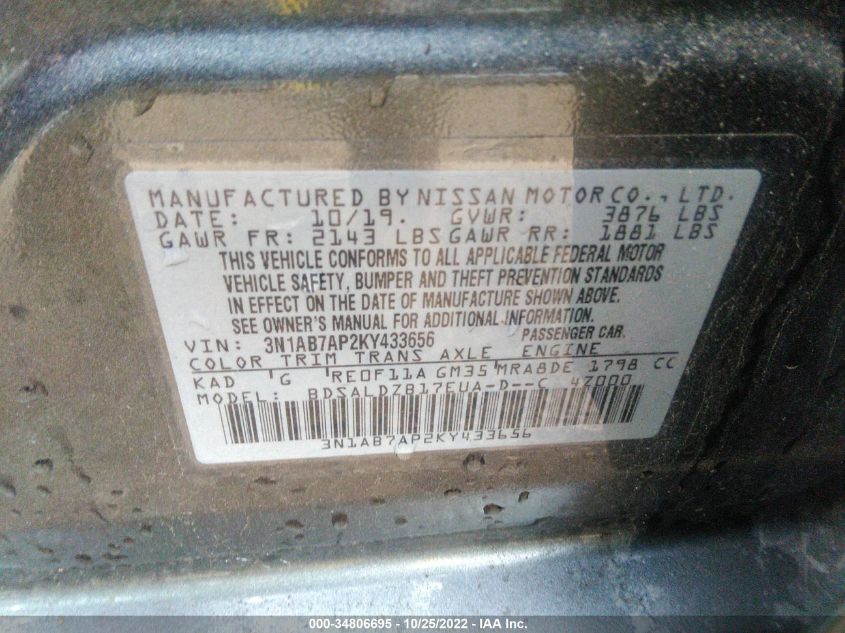 MANUFACTURED BY NISSAN MOTOR CO., LTD.
DATE: 10/19. GVWR: 3876 LBS
GAWR FR: 2143 LBS GAWR RR: 1881 LBS
THIS VEHICLE CONFORMS TO ALL APPLICABLE FEDERAL MOTOR
VEHICLE SAFETY, BUMPER AND THEFT PREVENTION STANDARDS
IN EFFECT ON THE DATE OF MANUFACTURE SHOWN ABOVE.
SEE OWNER'S MANUAL FOR ADDITIONAL INFORMATION.
VIN: 3N1AB7AP2KY433656 PASSENGER CAR.
COLOR TRIM TRANS AXLE ENGINE
KAD G RE0F11A GM35 MRA8DE 1798 CC
MODEL: BDSALDZB17EUA-D--C 4Z000
3N1AB7AP2KY433656
000-34806695 - 10/25/2022 - IAA Inc.